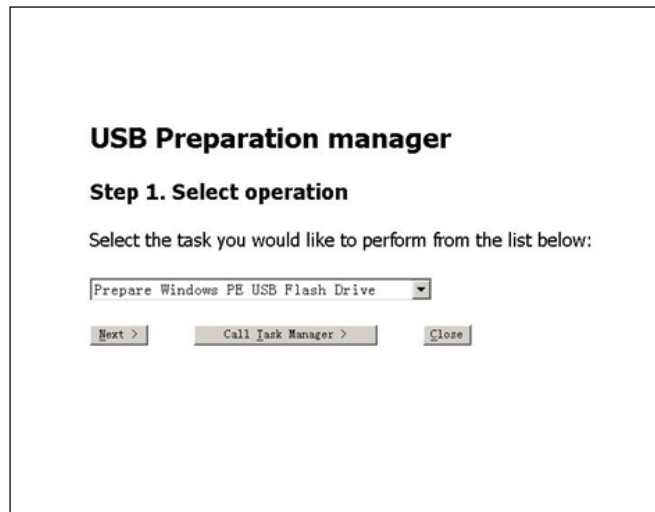 USB Preparation manager
Step 1. Select operation
Select the task you would like to perform from the list below:
Prepare Windows PE USB Flash Drive
Next > Call Task Manager > Close